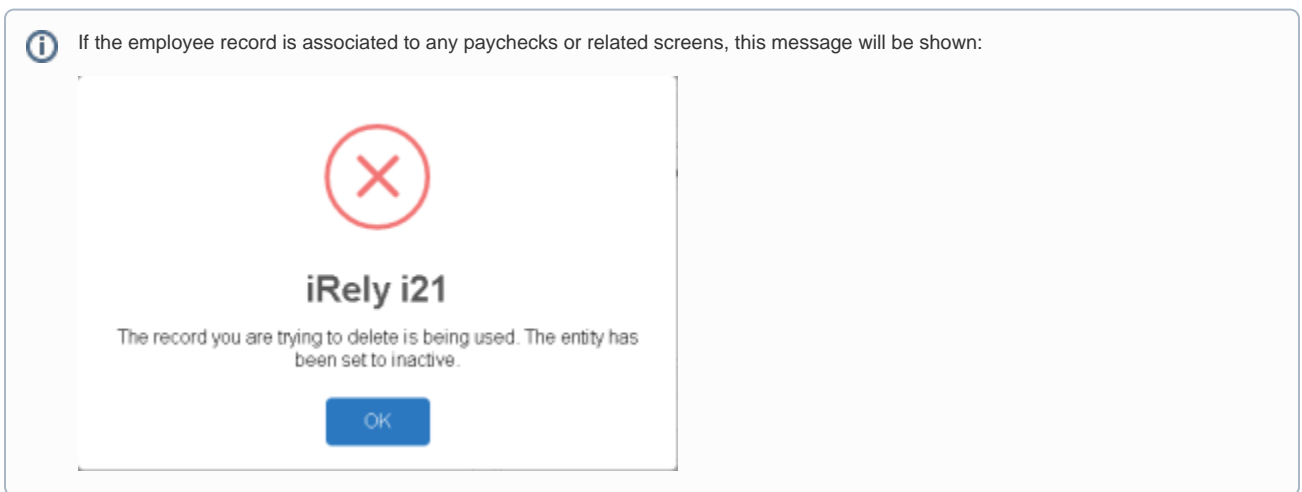 If the employee record is associated to any paychecks or related screens, this message will be shown:
iRely i21
The record you are trying to delete is being used. The entity has
been set to inactive.
OK